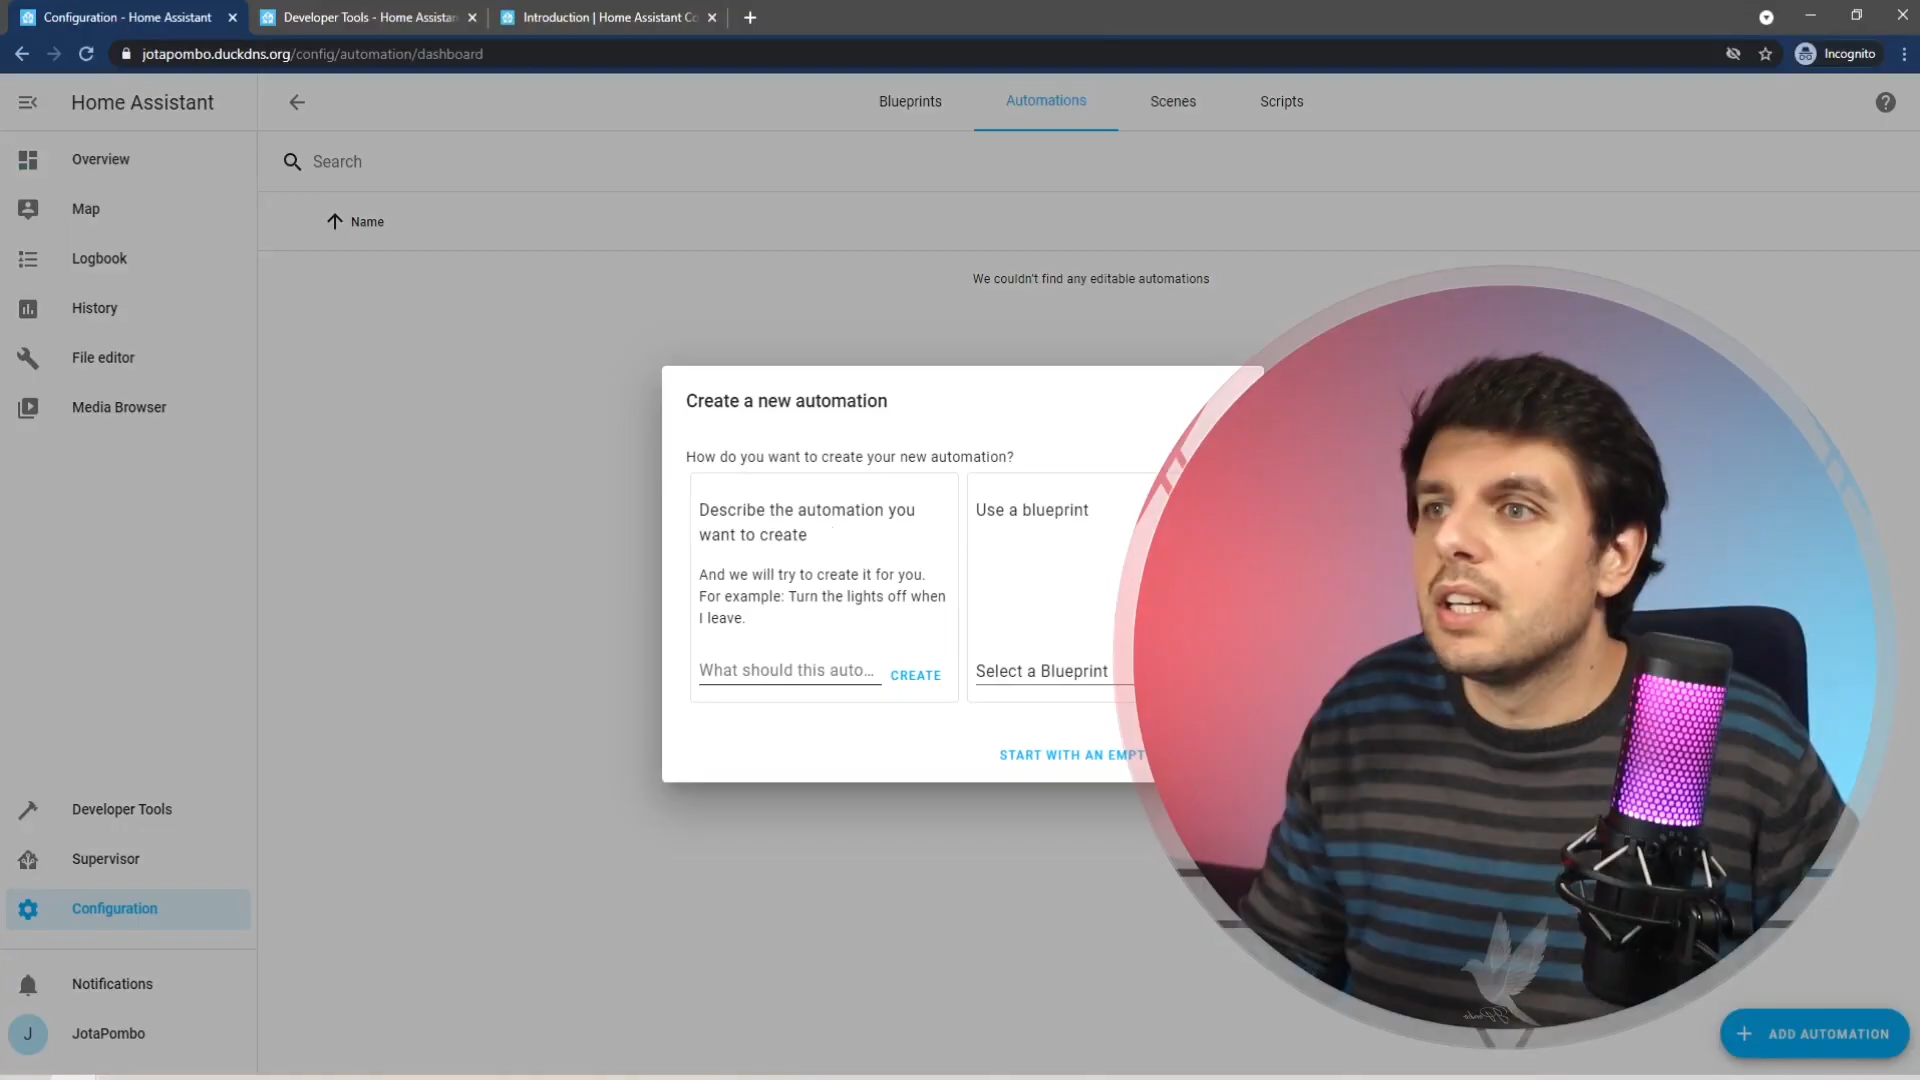 Configuration - Home Assistant
Developer Tools - Home Assistan
Introduction | Home Assistant Co
jotapombo.duckdns.org/config/automation/dashboard
Incognito
Home Assistant
Blueprints
Automations
Scenes
Scripts
Overview
Search
Map
Name
Logbook
We couldn't find any editable automations
History
File editor
Media Browser
Create a new automation
How do you want to create your new automation?
Describe the automation you
want to create
Use a blueprint
And we will try to create it for you.
For example: Turn the lights off when
I leave.
What should this auto...
CREATE
Select a Blueprint
START WITH AN EMPT
Developer Tools
Supervisor
Configuration
Notifications
J
JotaPombo
ADD AUTOMATION